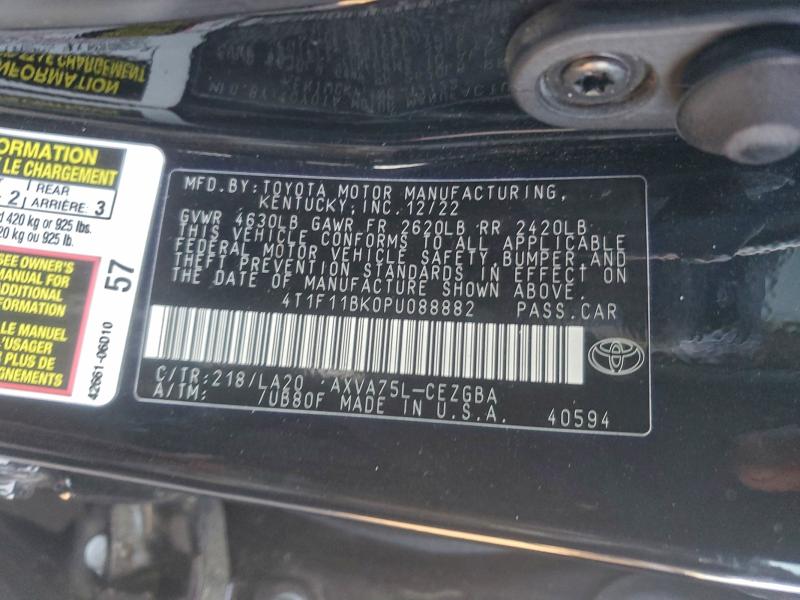 ORMATION
LE CHARGEMENT
REAR
2 ARRIÈRE: 3
420 kg or 925 lbs.
20 kg ou 925 lb.
SEE OWNER'S
MANUAL FOR
ADDITIONAL
FORMATION
LE MANUEL
L'USAGER
PLUS DE
GNEMENTS
57
42661-06D10
MFD.BY:TOYOTA MOTOR MANUFACTURING,
KENTUCKY,INC.12/22
GVWR 4630LB GAWR FR 2620LB RR 2420LB
THIS VEHICLE CONFORMS TO ALL APPLICABLE
FEDERAL MOTOR VEHICLE SAFETY, BUMPER AND
THEFT PREVENTION STANDARDS IN EFFECT ON
THE DATE OF MANUFACTURE SHOWN ABOVE.
4T1F11BK0PU088882 PASS.CAR
C/TR:218/LA20 AXVA75L-CEZGBA
A/TM: 7UB80F MADE IN U.S.A. 40594